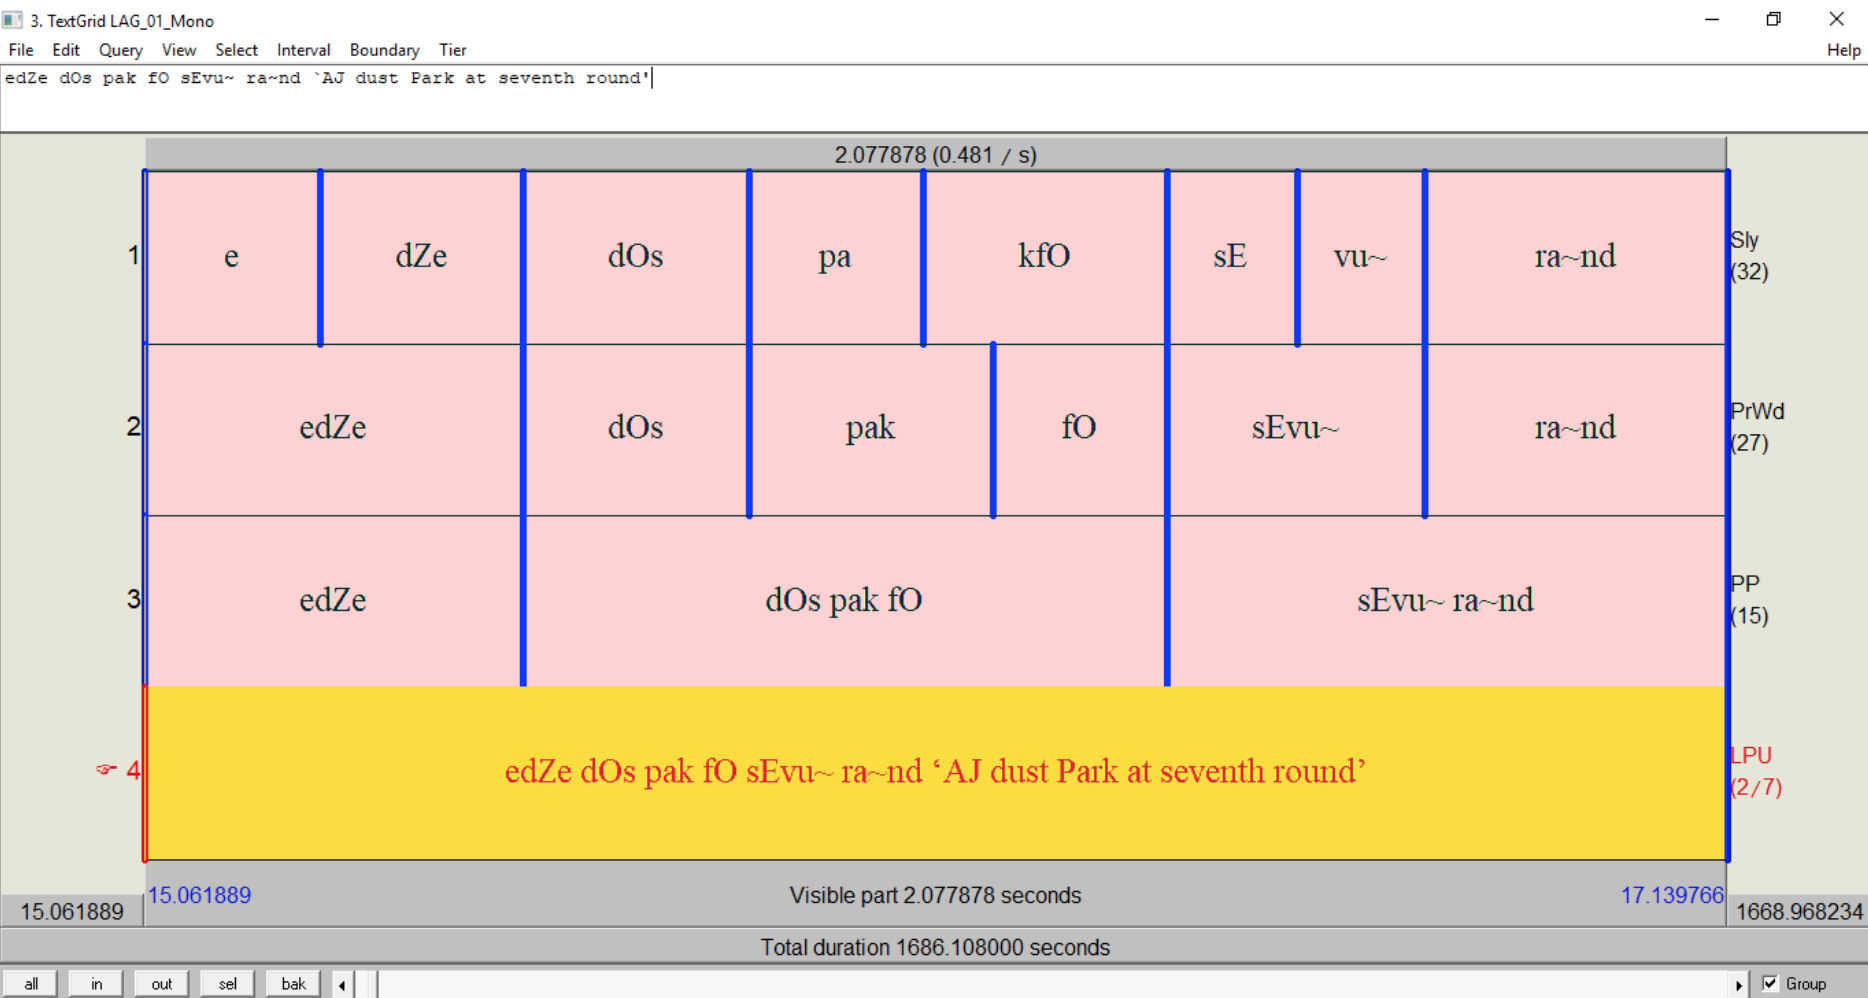 3. TextGrid LAG_01_Mono
File Edit Query View Select Interval Boundary Tier Help
edZe dOs pak fO sEvu~ ra~nd `AJ dust Park at seventh round'
2.077878 (0.481 / s)
1 e dZe dOs pa kfO sE vu~ ra~nd Sly (32)
2 edZe dOs pak fO sEvu~ ra~nd PrWd (27)
3 edZe dOs pak fO sEvu~ ra~nd PP (15)
☞ 4 edZe dOs pak fO sEvu~ ra~nd ‘AJ dust Park at seventh round’ LPU (2/7)
15.061889 15.061889 Visible part 2.077878 seconds 17.139766 1668.968234
Total duration 1686.108000 seconds
all in out sel bak Group